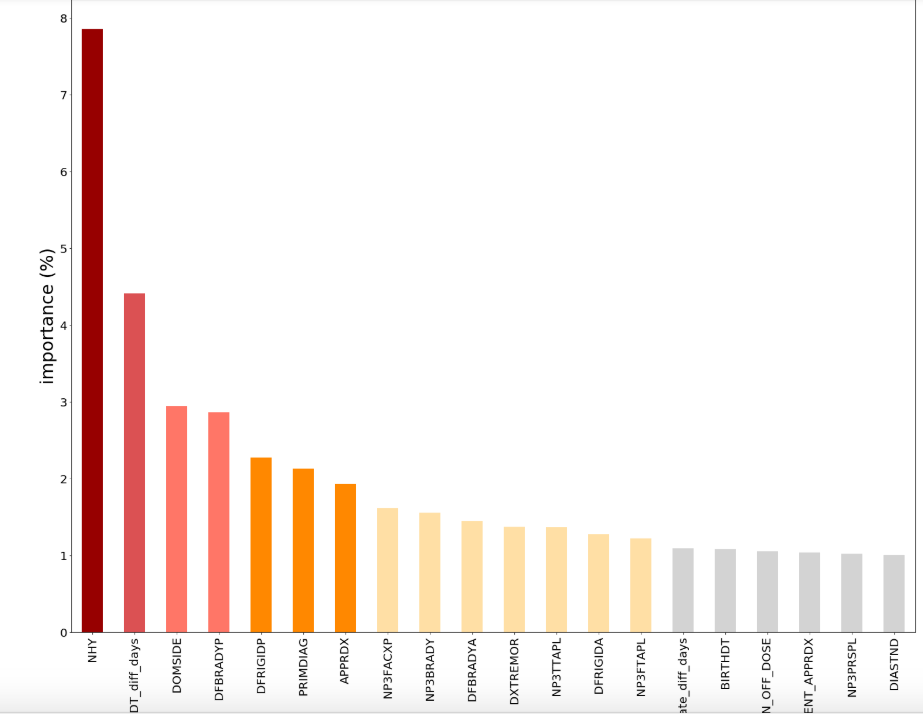 importance (%)
8
7
6
5
4
3
2
1
0
NHY
DT_diff_days
DOMSIDE
DFBRADYP
DFRIGIDP
PRIMDIAG
APPRDX
NP3FACXP
NP3BRADY
DFBRADYA
DXTREMOR
NP3TTAPL
DFRIGIDA
NP3FTAPL
ate_diff_days
BIRTHDT
N_OFF_DOSE
ENT_APPRDX
NP3PRSPL
DIASTND